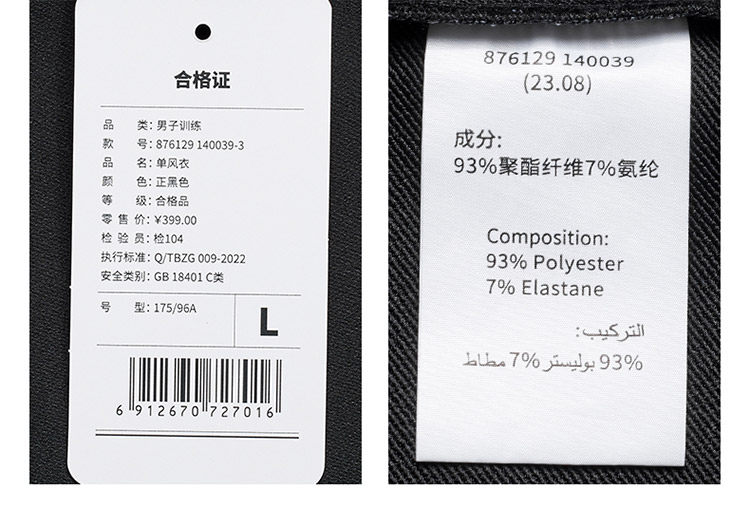 合格证
品 类: 男子训练
款 号: 876129 140039-3
品 名: 单风衣
颜 色: 正黑色
等 级: 合格品
零 售 价: ¥399.00
检 验 员: 检104
执行标准: Q/TBZG 009-2022
安全类别: GB 18401 C类
号 型: 175/96A
L
6 912670 727016
876129 140039
(23.08)
成分:
93%聚酯纤维7%氨纶
Composition:
93% Polyester
7% Elastane
التركيب:
93% بوليستر 7% مطاط